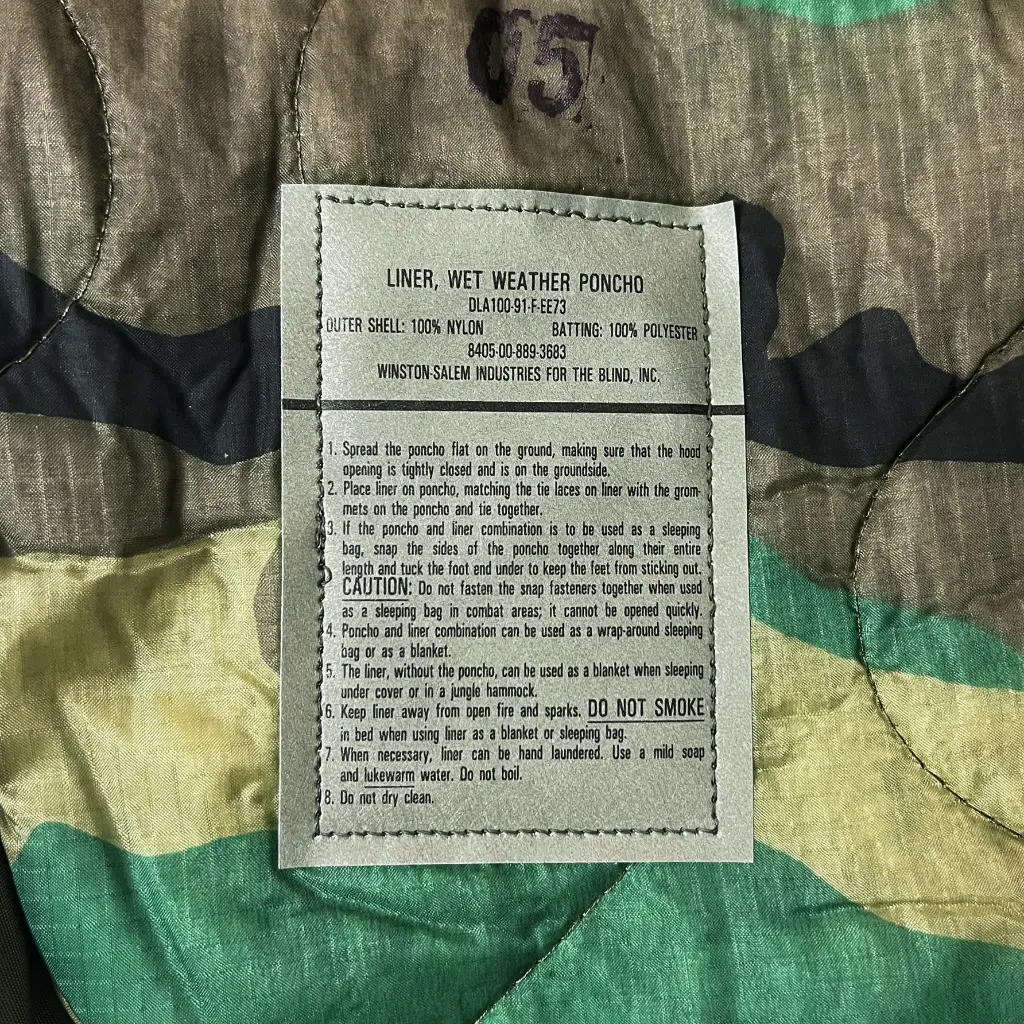 05
LINER, WET WEATHER PONCHO
DLA100-91-F-EE73
OUTER SHELL: 100% NYLON BATTING: 100% POLYESTER
8405-00-889-3683
WINSTON-SALEM INDUSTRIES FOR THE BLIND, INC.
1. Spread the poncho flat on the ground, making sure that the hood
opening is tightly closed and is on the groundside.
2. Place liner on poncho, matching the tie laces on liner with the grom-
mets on the poncho and tie together.
3. If the poncho and liner combination is to be used as a sleeping
bag, snap the sides of the poncho together along their entire
length and tuck the foot end under to keep the feet from sticking out.
CAUTION: Do not fasten the snap fasteners together when used
as a sleeping bag in combat areas; it cannot be opened quickly.
4. Poncho and liner combination can be used as a wrap-around sleeping
bag or as a blanket.
5. The liner, without the poncho, can be used as a blanket when sleeping
under cover or in a jungle hammock.
6. Keep liner away from open fire and sparks. DO NOT SMOKE
in bed when using liner as a blanket or sleeping bag.
7. When necessary, liner can be hand laundered. Use a mild soap
and lukewarm water. Do not boil.
8. Do not dry clean.